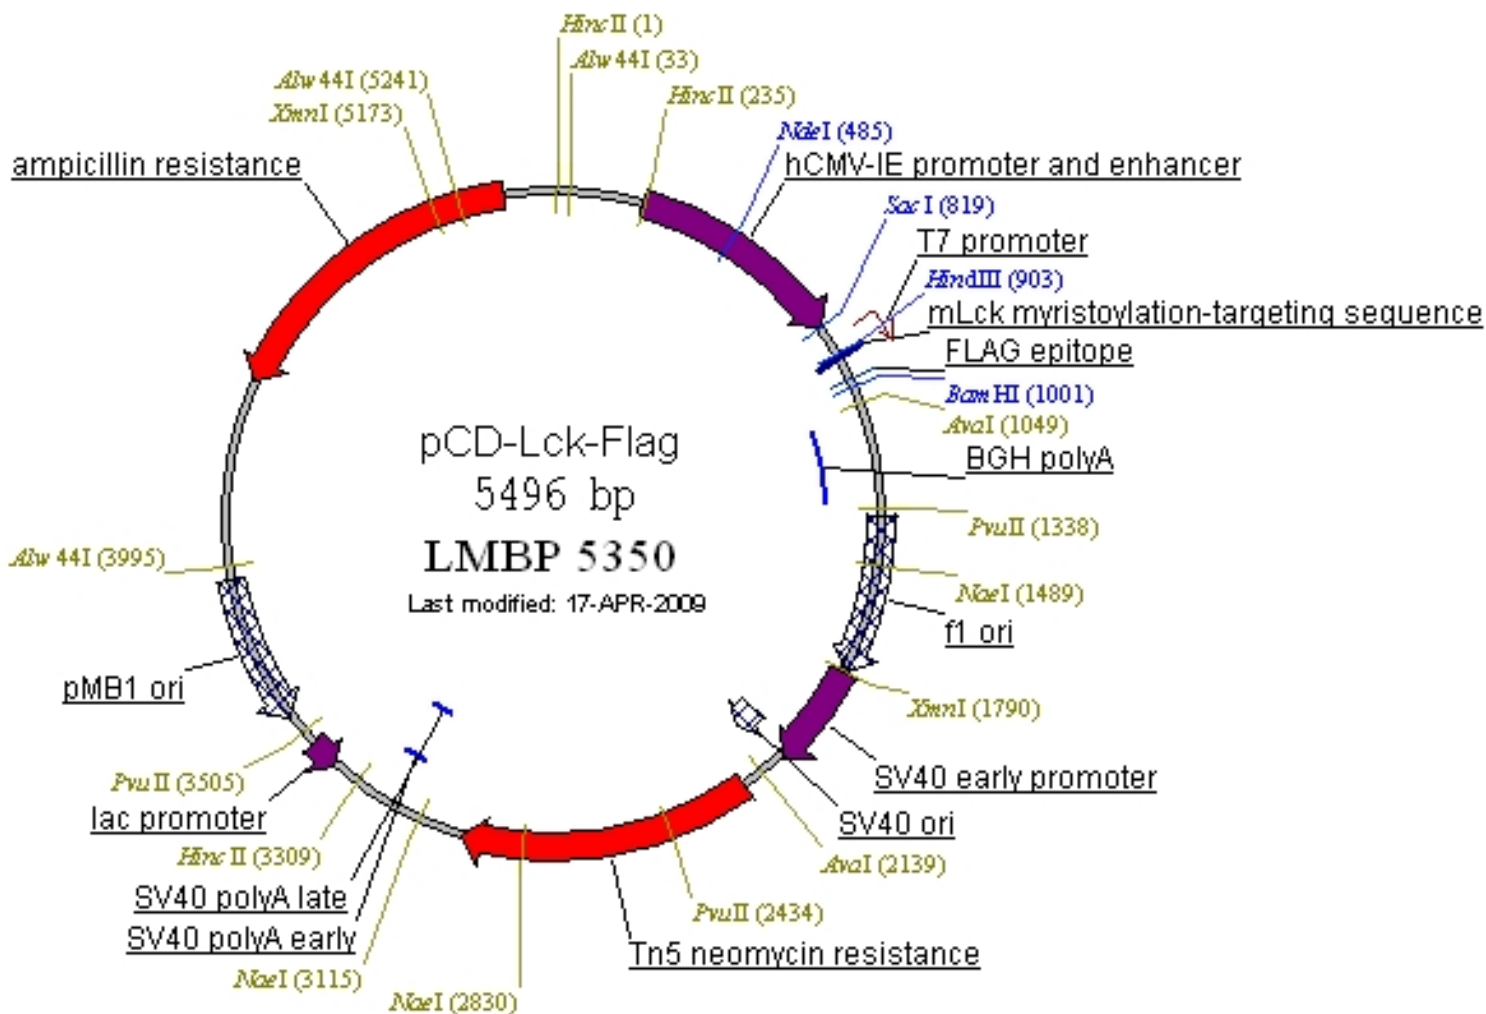 HincII (1)
Alw44I (33)
Alw44I (5241)
HincII (235)
XmnI (5173)
NdeI (485)
ampicillin resistance
hCMV-IE promoter and enhancer
SacI (819)
T7 promoter
HindIII (903)
mLck myristoylation-targeting sequence
FLAG epitope
BamHI (1001)
AvaI (1049)
pCD-Lck-Flag
BGH polyA
5496 bp
PvuII (1338)
LMBP 5350
Alw44I (3995)
NaeI (1489)
Last modified: 17-APR-2009
f1 ori
pMB1 ori
XmnI (1790)
SV40 early promoter
PvuII (3505)
lac promoter
SV40 ori
HincII (3309)
AvaI (2139)
SV40 polyA late
PvuII (2434)
SV40 polyA early
Tn5 neomycin resistance
NaeI (3115)
NaeI (2830)